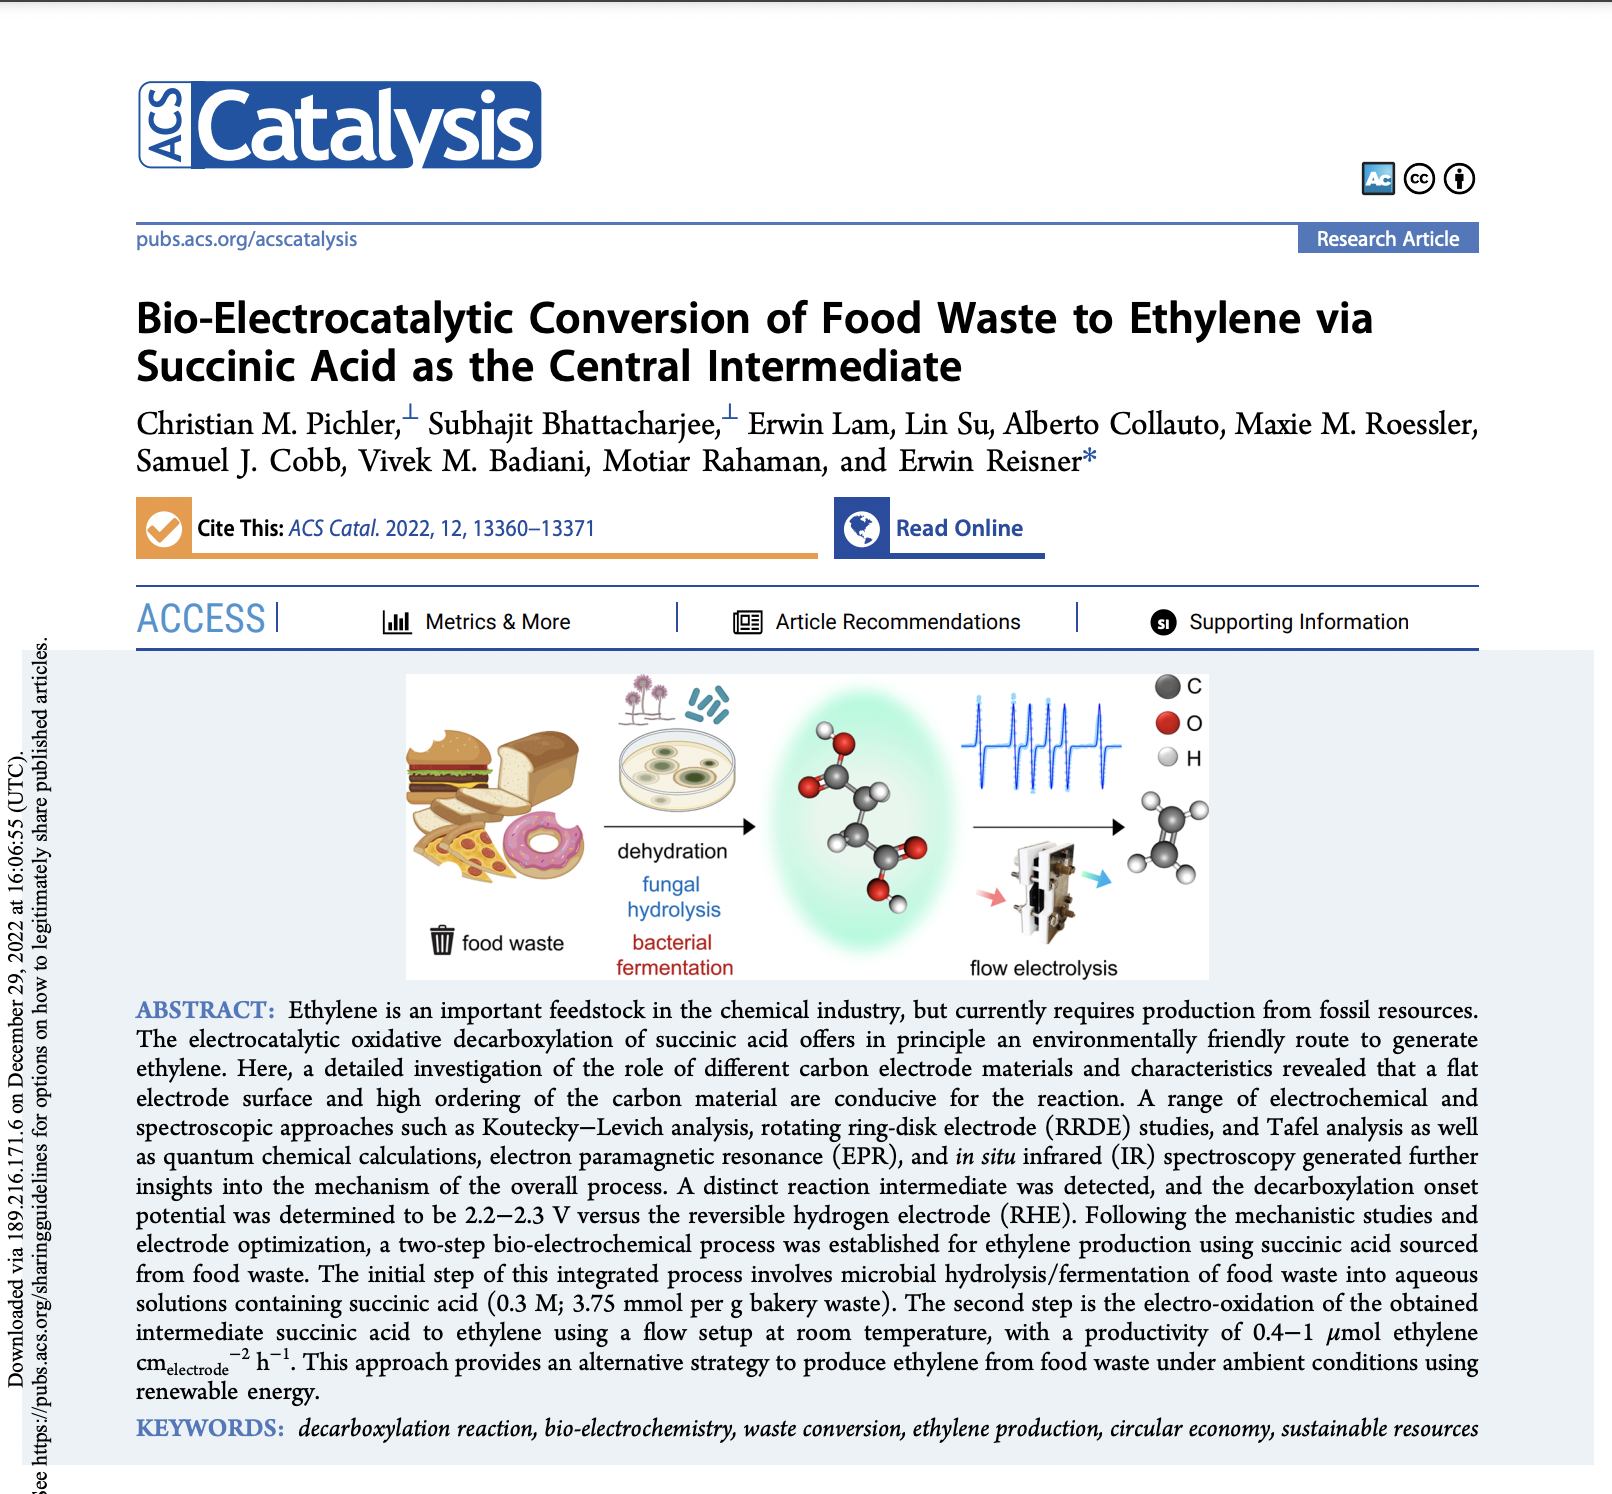 ACS Catalysis
Ac cc
pubs.acs.org/acscatalysis
Research Article
Bio-Electrocatalytic Conversion of Food Waste to Ethylene via
Succinic Acid as the Central Intermediate
Christian M. Pichler,⊥ Subhajit Bhattacharjee,⊥ Erwin Lam, Lin Su, Alberto Collauto, Maxie M. Roessler,
Samuel J. Cobb, Vivek M. Badiani, Motiar Rahaman, and Erwin Reisner*
Cite This: ACS Catal. 2022, 12, 13360–13371
Read Online
ACCESS
Metrics & More
Article Recommendations
SI Supporting Information
C
O
H
dehydration
fungal
hydrolysis
bacterial
fermentation
food waste
flow electrolysis
ABSTRACT: Ethylene is an important feedstock in the chemical industry, but currently requires production from fossil resources.
The electrocatalytic oxidative decarboxylation of succinic acid offers in principle an environmentally friendly route to generate
ethylene. Here, a detailed investigation of the role of different carbon electrode materials and characteristics revealed that a flat
electrode surface and high ordering of the carbon material are conducive for the reaction. A range of electrochemical and
spectroscopic approaches such as Koutecky–Levich analysis, rotating ring-disk electrode (RRDE) studies, and Tafel analysis as well
as quantum chemical calculations, electron paramagnetic resonance (EPR), and in situ infrared (IR) spectroscopy generated further
insights into the mechanism of the overall process. A distinct reaction intermediate was detected, and the decarboxylation onset
potential was determined to be 2.2–2.3 V versus the reversible hydrogen electrode (RHE). Following the mechanistic studies and
electrode optimization, a two-step bio-electrochemical process was established for ethylene production using succinic acid sourced
from food waste. The initial step of this integrated process involves microbial hydrolysis/fermentation of food waste into aqueous
solutions containing succinic acid (0.3 M; 3.75 mmol per g bakery waste). The second step is the electro-oxidation of the obtained
intermediate succinic acid to ethylene using a flow setup at room temperature, with a productivity of 0.4–1 μmol ethylene
cm_electrode⁻² h⁻¹. This approach provides an alternative strategy to produce ethylene from food waste under ambient conditions using
renewable energy.
KEYWORDS: decarboxylation reaction, bio-electrochemistry, waste conversion, ethylene production, circular economy, sustainable resources
Downloaded via 189.216.171.6 on December 29, 2022 at 16:06:55 (UTC).
https://pubs.acs.org/sharingguidelines for options on how to legitimately share published articles.